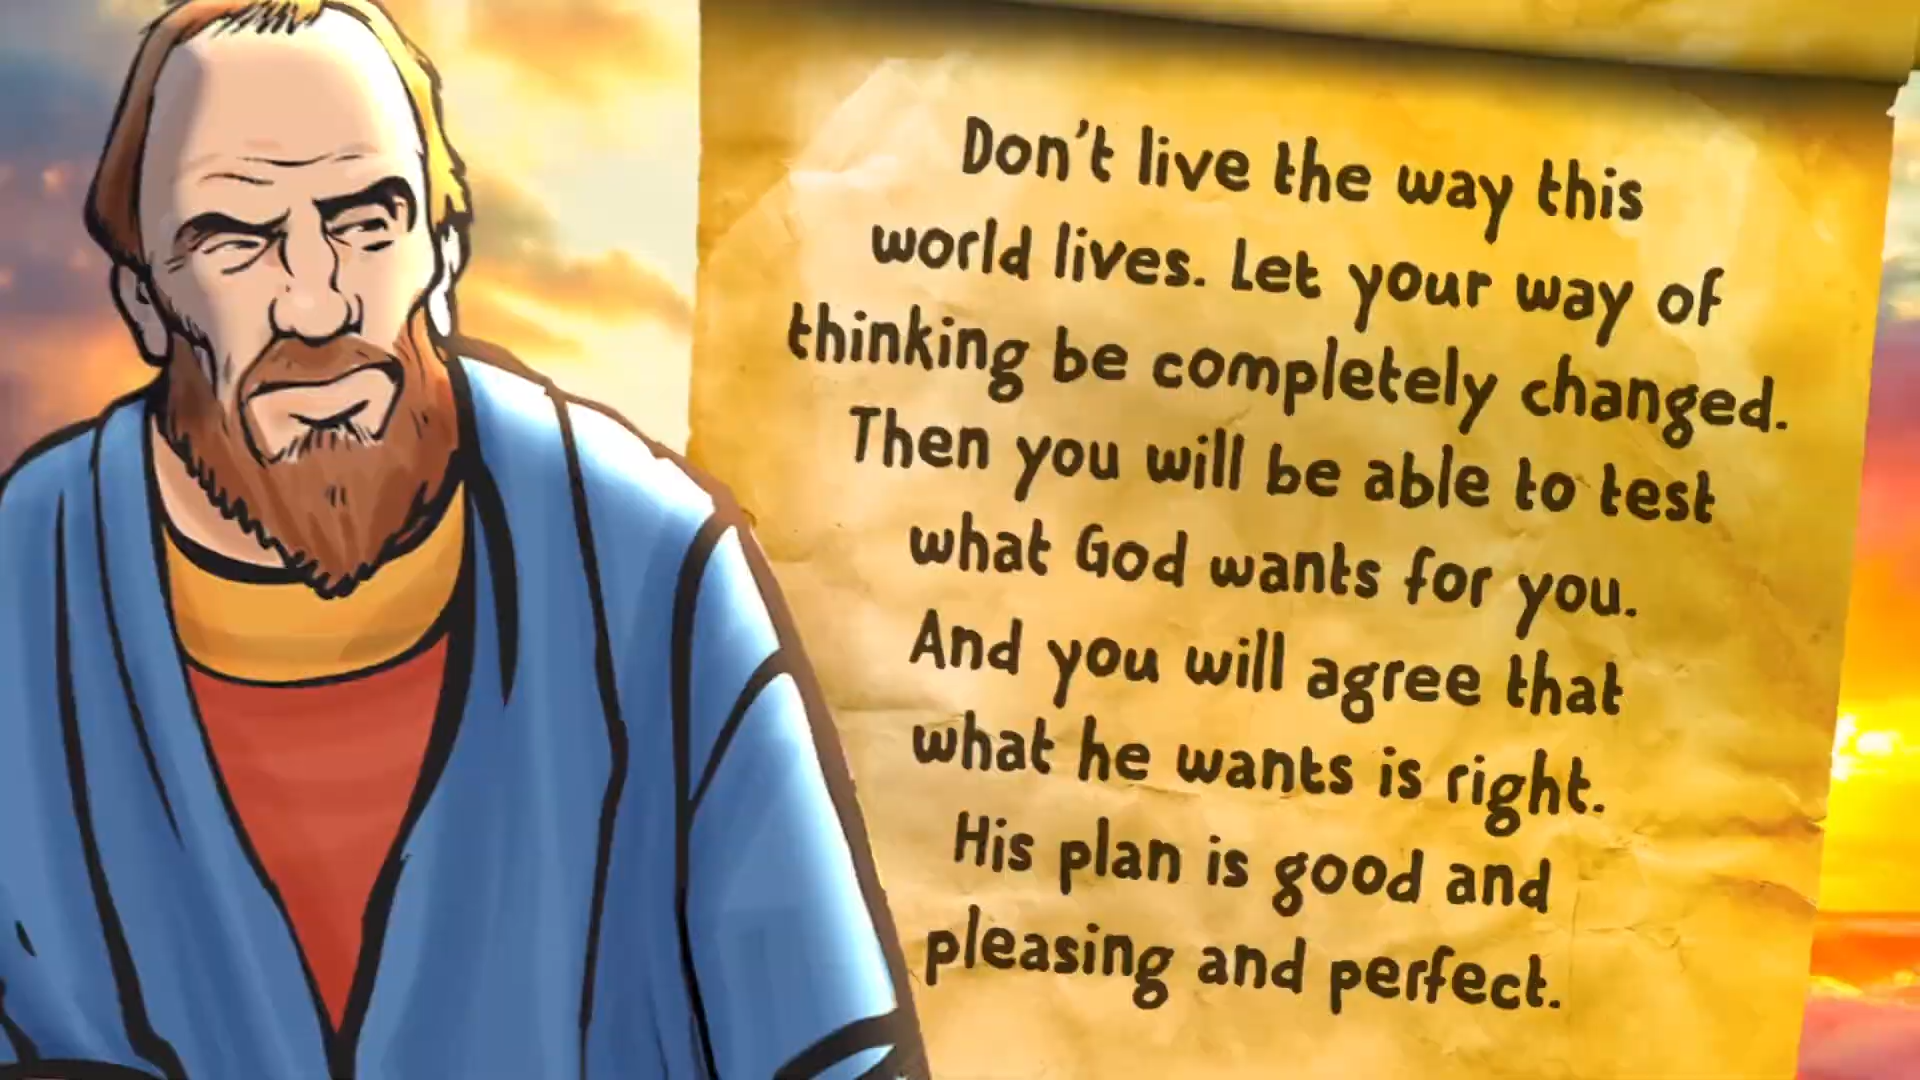 Don't live the way this
world lives. Let your way of
thinking be completely changed.
Then you will be able to test
what God wants for you.
And you will agree that
what he wants is right.
His plan is good and
pleasing and perfect.